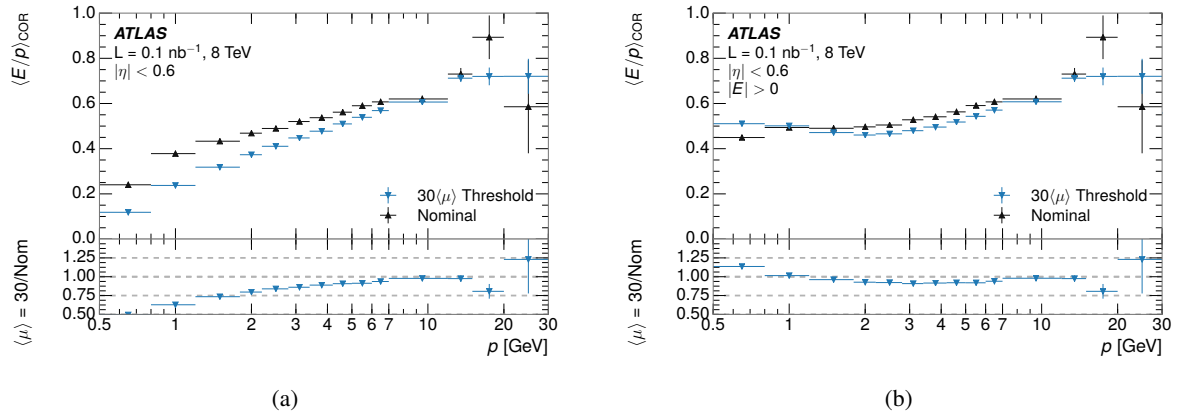 ⟨E/p⟩COR
1.0
0.8
0.6
0.4
0.2
0.0
ATLAS
L = 0.1 nb⁻¹, 8 TeV
|η| < 0.6
30⟨μ⟩ Threshold
Nominal
⟨μ⟩ = 30/Nom
1.25
1.00
0.75
0.50
0.5 1 2 3 4 5 6 7 10 20 30
p [GeV]
(a)
⟨E/p⟩COR
1.0
0.8
0.6
0.4
0.2
0.0
ATLAS
L = 0.1 nb⁻¹, 8 TeV
|η| < 0.6
|E| > 0
30⟨μ⟩ Threshold
Nominal
⟨μ⟩ = 30/Nom
1.25
1.00
0.75
0.50
0.5 1 2 3 4 5 6 7 10 20 30
p [GeV]
(b)